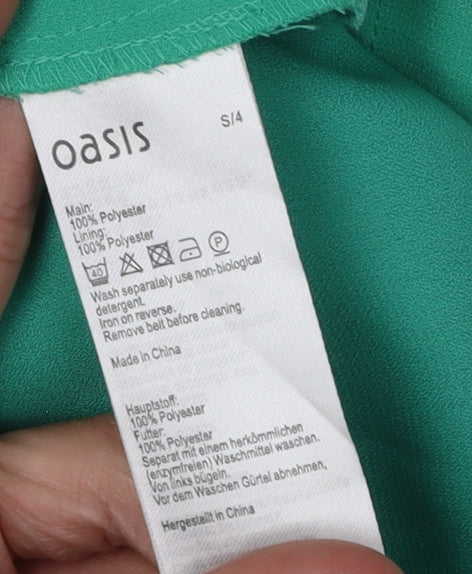 oasis
S/4
Main:
100% Polyester
Lining:
100% Polyester
40 P
Wash separately use non-biological
detergent.
Iron on reverse.
Remove belt before cleaning.
Made in China
Hauptstoff:
100% Polyester
Futter:
100% Polyester
Separat mit einem herkömmlichen
(enzymfreien) Waschmittel waschen.
Von links bügeln.
Vor dem Waschen Gürtel abnehmen.
Hergestellt in China